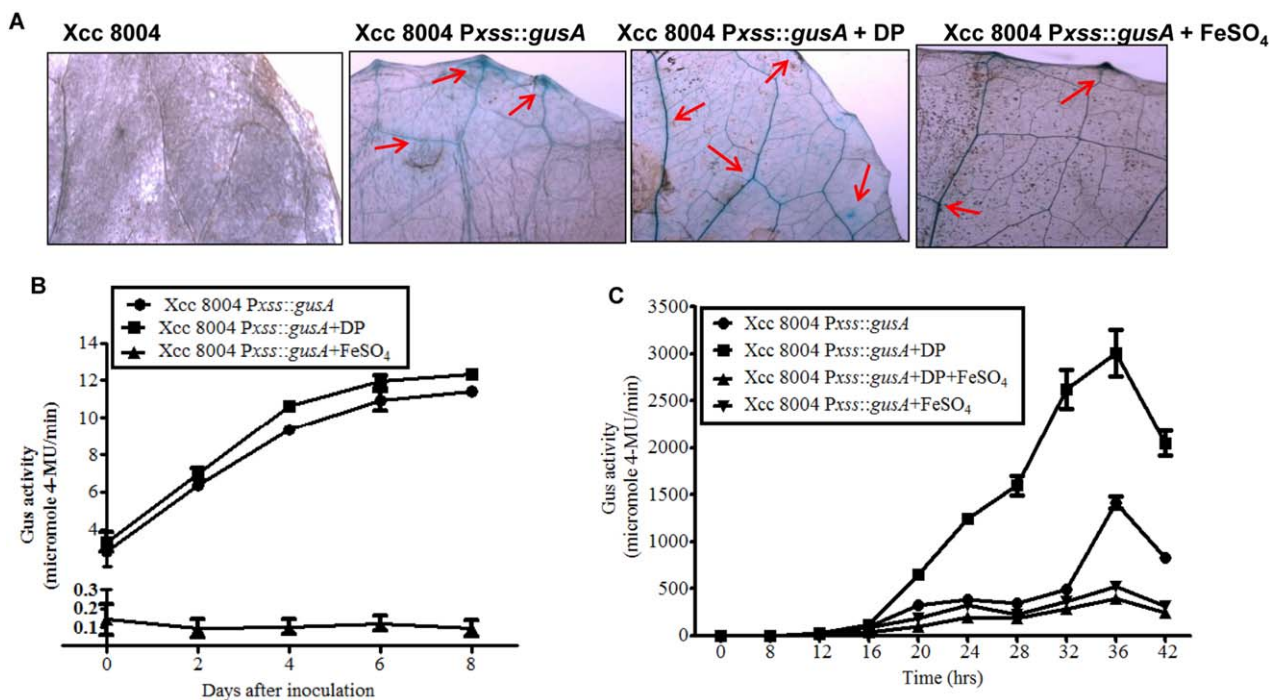 A
Xcc 8004
Xcc 8004 Pxss::gusA
Xcc 8004 Pxss::gusA + DP
Xcc 8004 Pxss::gusA + FeSO₄
B
Xcc 8004 Pxss::gusA
Xcc 8004 Pxss::gusA+DP
Xcc 8004 Pxss::gusA+FeSO₄
14
12
10
8
6
4
0.3
0.2
0.1
Gus activity
(micromole 4-MU/min)
0 2 4 6 8
Days after inoculation
C
Xcc 8004 Pxss::gusA
Xcc 8004 Pxss::gusA+DP
Xcc 8004 Pxss::gusA+DP+FeSO₄
Xcc 8004 Pxss::gusA+FeSO₄
3500
3000
2500
2000
1500
1000
500
0
Gus activity
(micromole 4-MU/min)
0 8 12 16 20 24 28 32 36 42
Time (hrs)